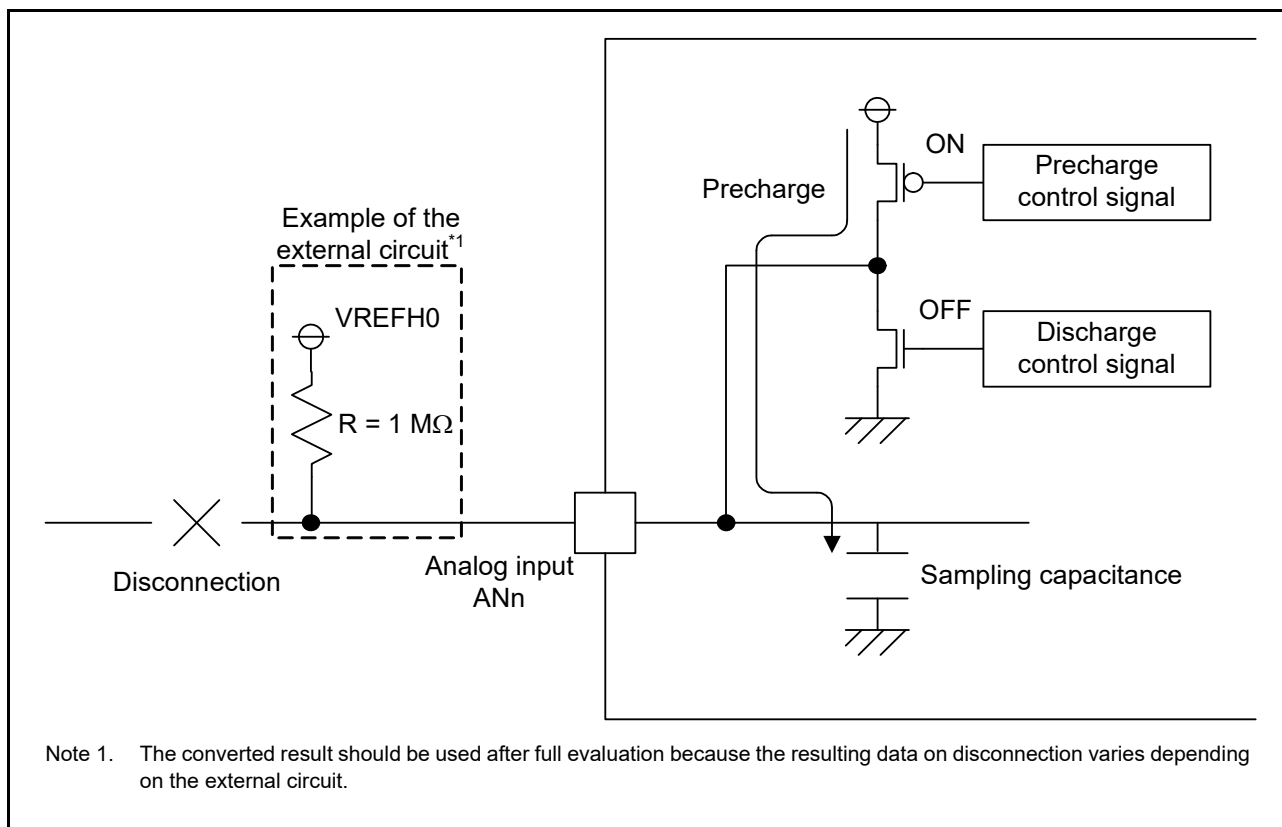 ON
Precharge
control signal
Precharge
Example of the
external circuit*1
VREFH0
OFF
Discharge
control signal
R = 1 MΩ
Analog input
ANn
Disconnection
Sampling capacitance
Note 1. The converted result should be used after full evaluation because the resulting data on disconnection varies depending
on the external circuit.